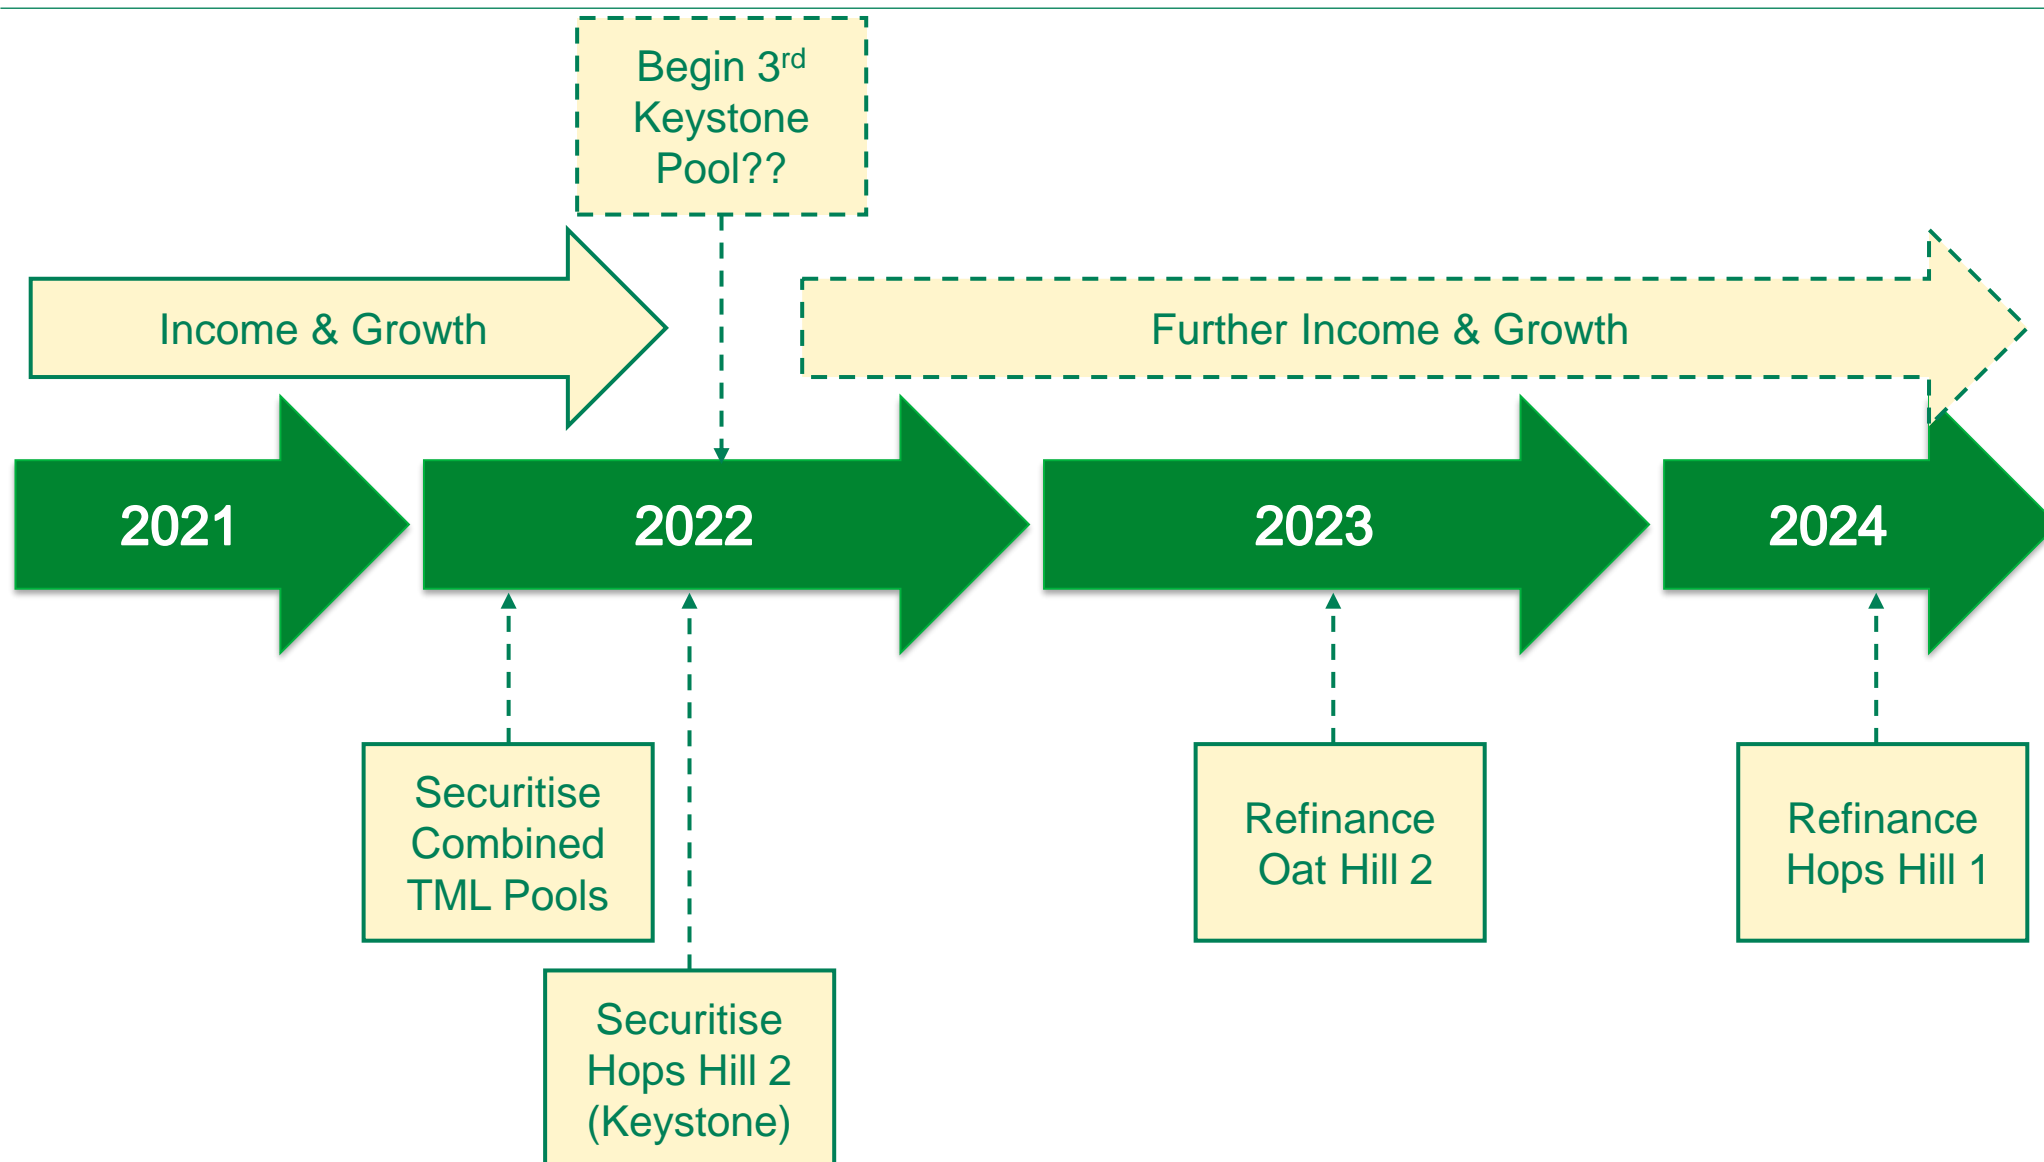 Begin 3rd
Keystone
Pool??
Income & Growth
Further Income & Growth
2021
2022
2023
2024
Securitise
Combined
TML Pools
Refinance
Oat Hill 2
Refinance
Hops Hill 1
Securitise
Hops Hill 2
(Keystone)